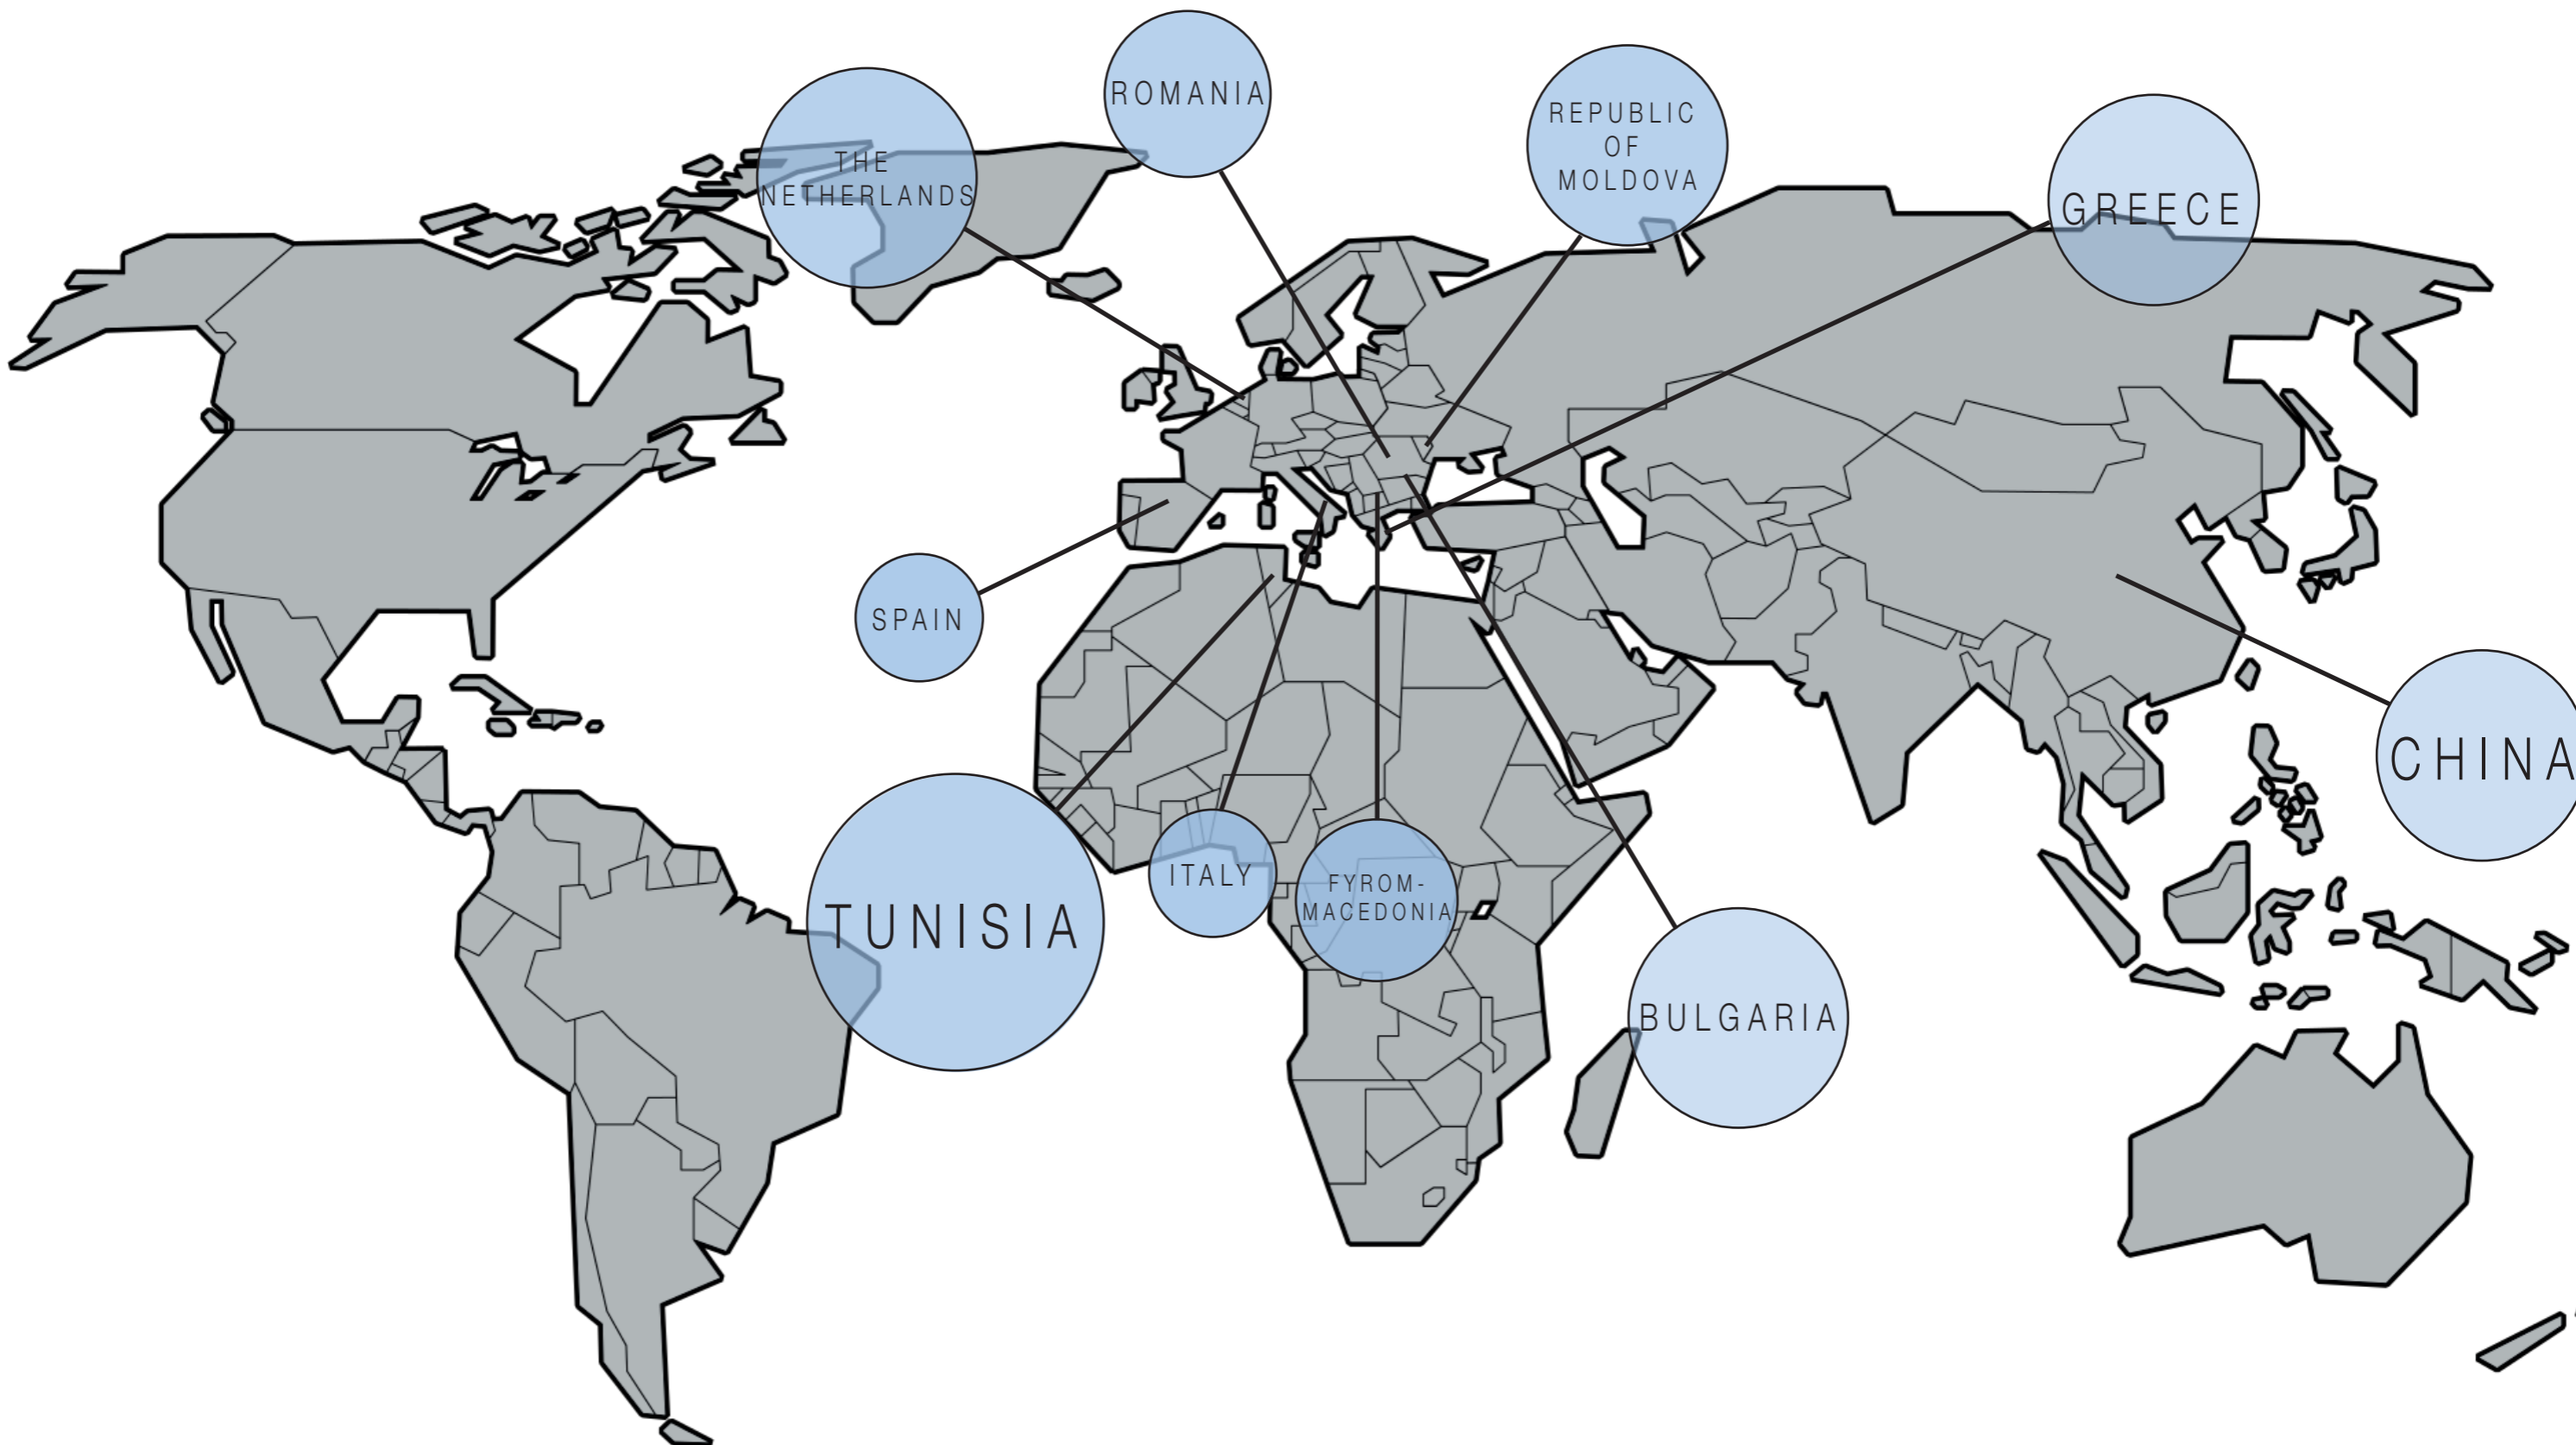 ROMANIA
REPUBLIC
OF
MOLDOVA
THE
NETHERLANDS
GREECE
SPAIN
CHINA
TUNISIA
ITALY
FYROM-
MACEDONIA
BULGARIA